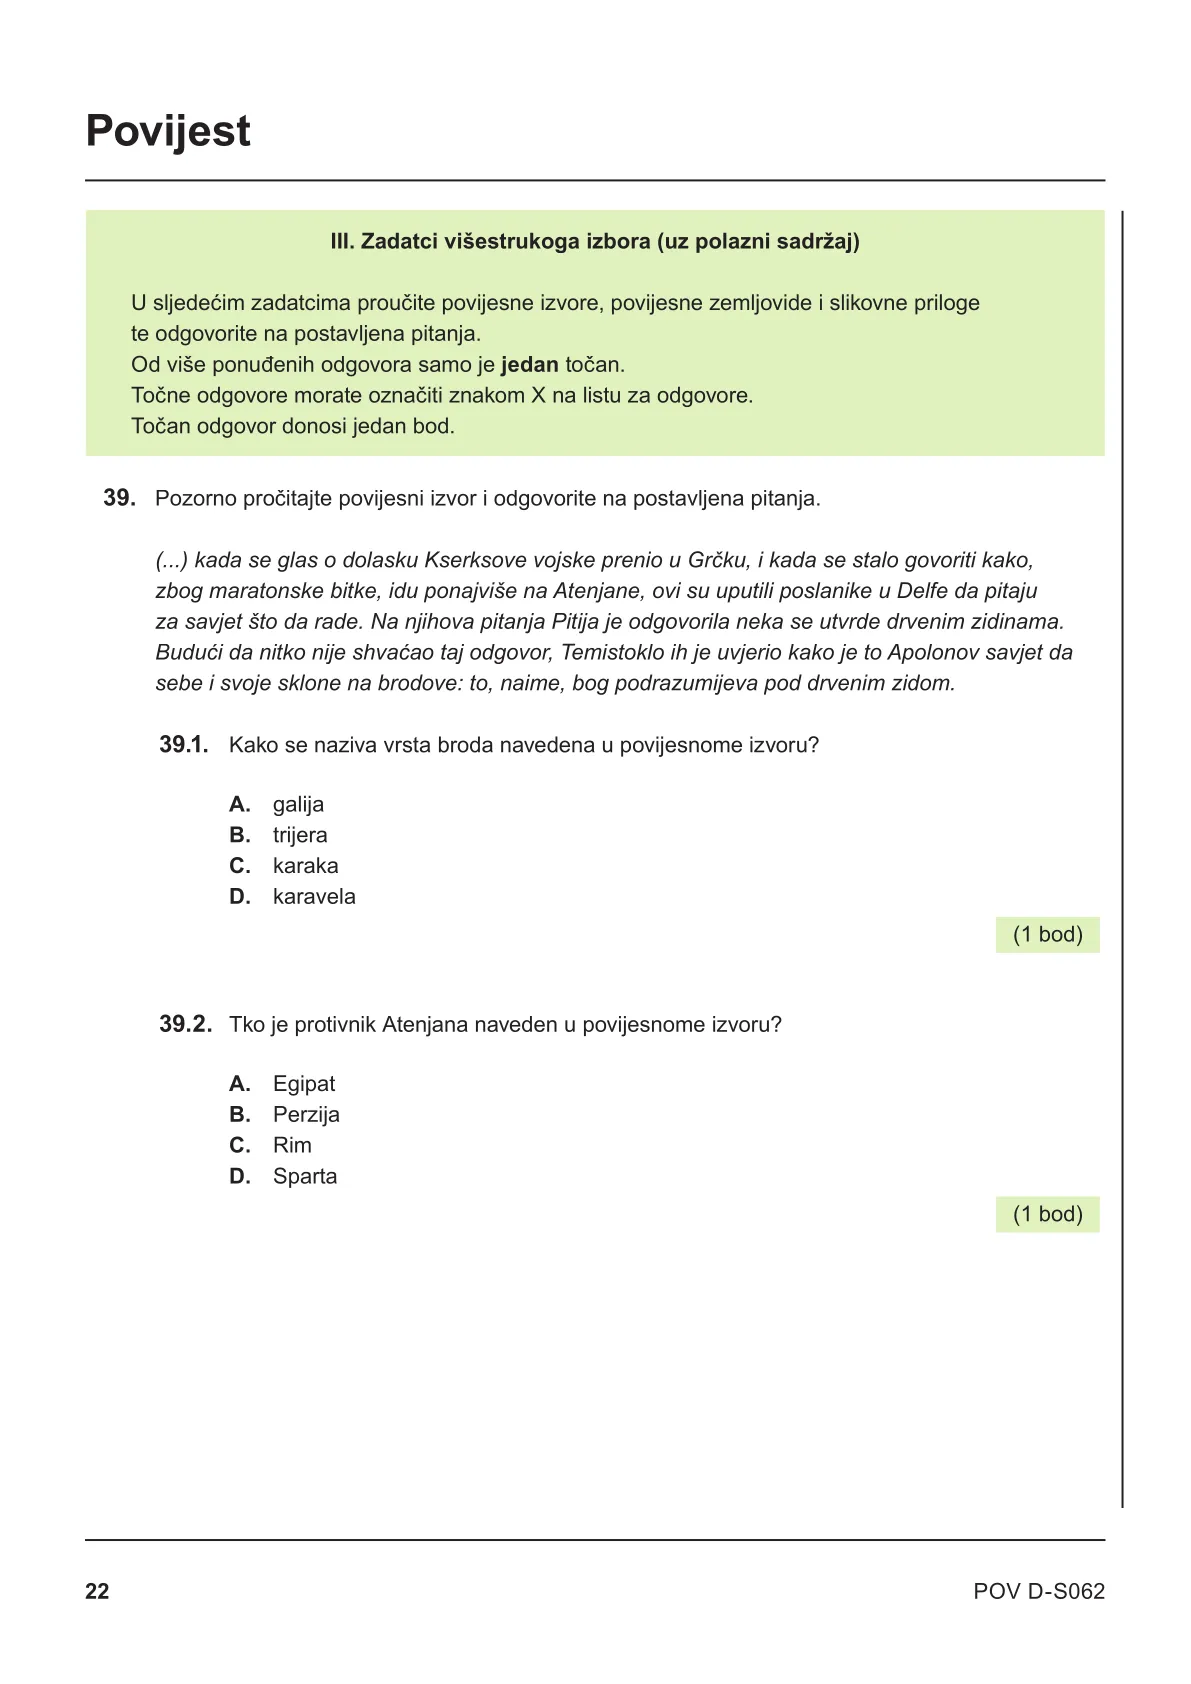 Povijest
III. Zadatci višestrukoga izbora (uz polazni sadržaj)
U sljedećim zadatcima proučite povijesne izvore, povijesne zemljovide i slikovne priloge
te odgovorite na postavljena pitanja.
Od više ponuđenih odgovora samo je jedan točan.
Točne odgovore morate označiti znakom X na listu za odgovore.
Točan odgovor donosi jedan bod.
39. Pozorno pročitajte povijesni izvor i odgovorite na postavljena pitanja.
(...) kada se glas o dolasku Kserksove vojske prenio u Grčku, i kada se stalo govoriti kako,
zbog maratonske bitke, idu ponajviše na Atenjane, ovi su uputili poslanike u Delfe da pitaju
za savjet što da rade. Na njihova pitanja Pitija je odgovorila neka se utvrde drvenim zidinama.
Budući da nitko nije shvaćao taj odgovor, Temistoklo ih je uvjerio kako je to Apolonov savjet da
sebe i svoje sklone na brodove: to, naime, bog podrazumijeva pod drvenim zidom.
39.1. Kako se naziva vrsta broda navedena u povijesnome izvoru?
A. galija
B. trijera
C. karaka
D. karavela
(1 bod)
39.2. Tko je protivnik Atenjana naveden u povijesnome izvoru?
A. Egipat
B. Perzija
C. Rim
D. Sparta
(1 bod)
22
POV D-S062